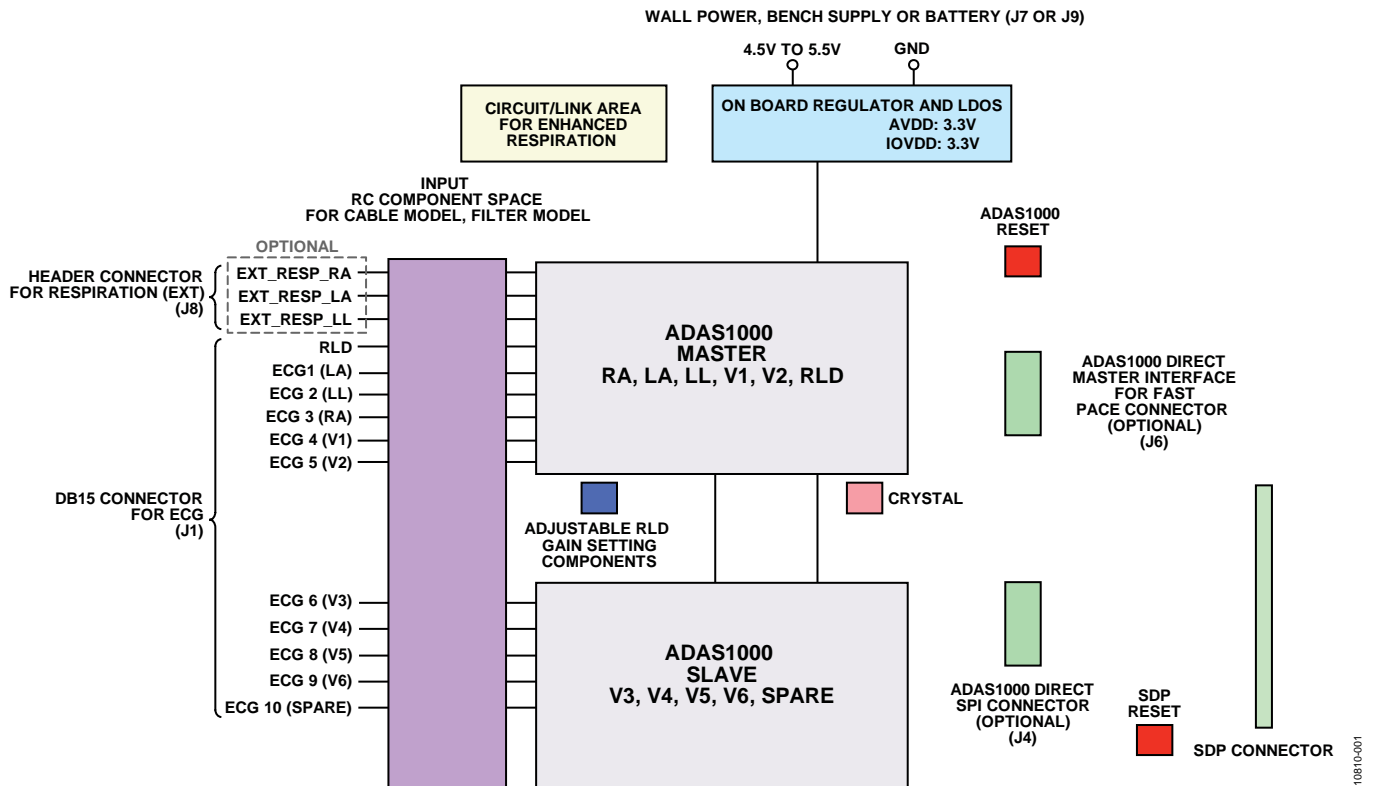 WALL POWER, BENCH SUPPLY OR BATTERY (J7 OR J9)
4.5V TO 5.5V
GND
CIRCUIT/LINK AREA
FOR ENHANCED
RESPIRATION
ON BOARD REGULATOR AND LDOS
AVDD: 3.3V
IOVDD: 3.3V
INPUT
RC COMPONENT SPACE
FOR CABLE MODEL, FILTER MODEL
ADAS1000
RESET
OPTIONAL
HEADER CONNECTOR
FOR RESPIRATION (EXT)
(J8)
EXT_RESP_RA
EXT_RESP_LA
EXT_RESP_LL
RLD
ECG1 (LA)
ECG 2 (LL)
ECG 3 (RA)
ECG 4 (V1)
ECG 5 (V2)
ADAS1000
MASTER
RA, LA, LL, V1, V2, RLD
ADAS1000 DIRECT
MASTER INTERFACE
FOR FAST
PACE CONNECTOR
(OPTIONAL)
(J6)
DB15 CONNECTOR
FOR ECG
(J1)
ADJUSTABLE RLD
GAIN SETTING
COMPONENTS
CRYSTAL
ECG 6 (V3)
ECG 7 (V4)
ECG 8 (V5)
ECG 9 (V6)
ECG 10 (SPARE)
ADAS1000
SLAVE
V3, V4, V5, V6, SPARE
ADAS1000 DIRECT
SPI CONNECTOR
(OPTIONAL)
(J4)
SDP
RESET
SDP CONNECTOR
10810-001